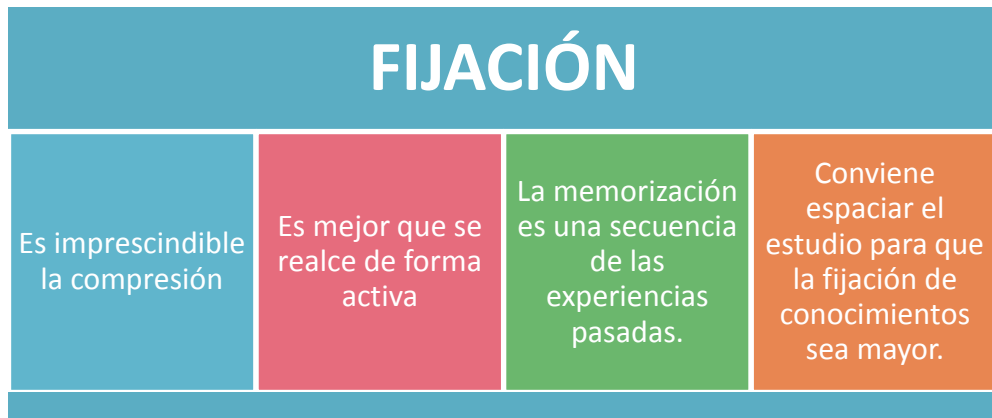 FIJACIÓN
Es imprescindible
la compresión
Es mejor que se
realce de forma
activa
La memorización
es una secuencia
de las
experiencias
pasadas.
Conviene
espaciar el
estudio para que
la fijación de
conocimientos
sea mayor.